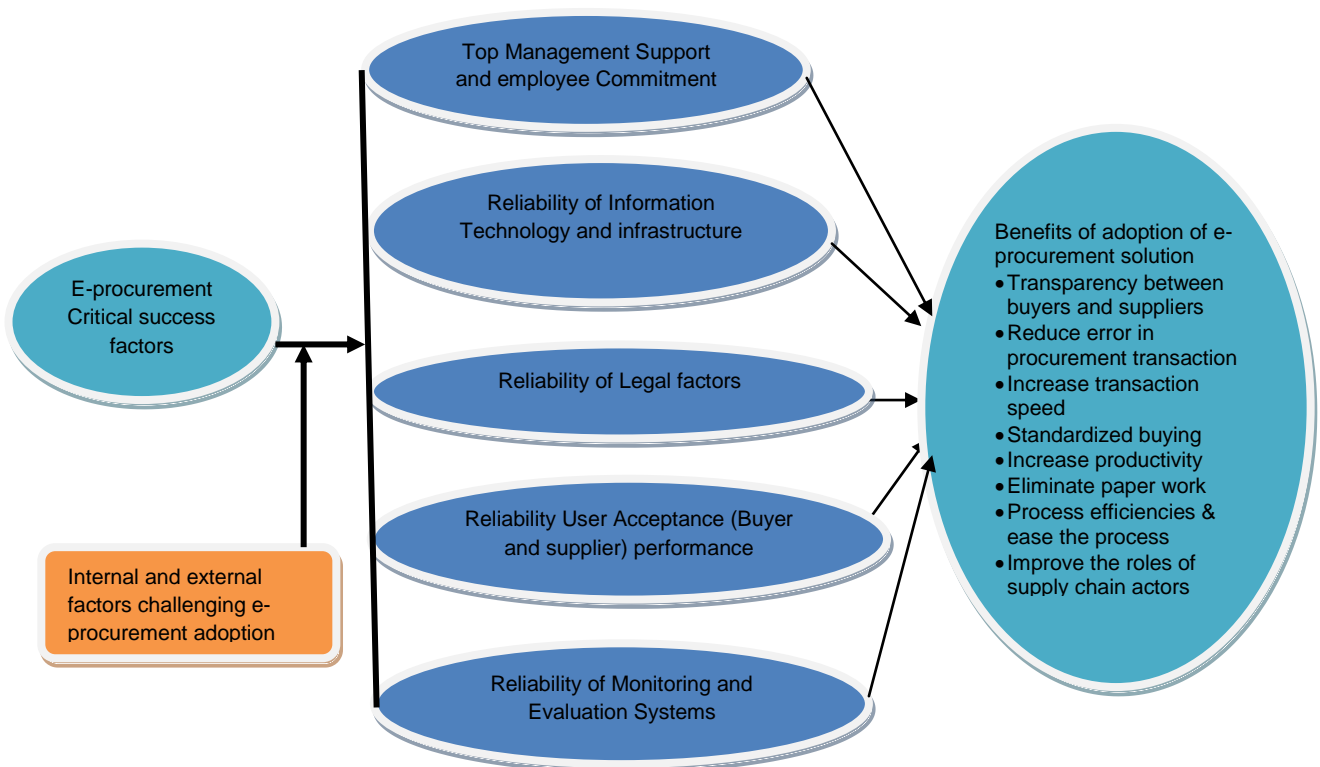 Top Management Support
and employee Commitment
Reliability of Information
Technology and infrastructure
E-procurement
Critical success
factors
Reliability of Legal factors
Reliability User Acceptance (Buyer
and supplier) performance
Internal and external
factors challenging e-
procurement adoption
Reliability of Monitoring and
Evaluation Systems
Benefits of adoption of e-
procurement solution
•Transparency between
buyers and suppliers
•Reduce error in
procurement transaction
•Increase transaction
speed
•Standardized buying
•Increase productivity
•Eliminate paper work
•Process efficiencies &
ease the process
•Improve the roles of
supply chain actors